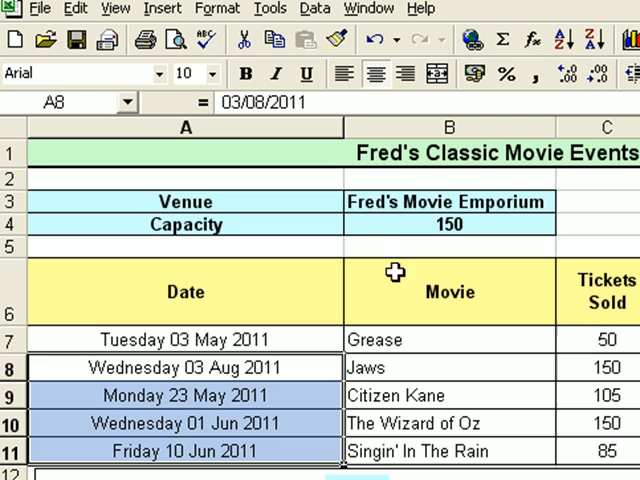 File Edit View Insert Format Tools Data Window Help
Arial 10 B I U % ,
A8 = 03/08/2011
A B C
1 Fred's Classic Movie Events
2
3 Venue Fred's Movie Emporium
4 Capacity 150
5
6 Date Movie Tickets Sold
7 Tuesday 03 May 2011 Grease 50
8 Wednesday 03 Aug 2011 Jaws 150
9 Monday 23 May 2011 Citizen Kane 105
10 Wednesday 01 Jun 2011 The Wizard of Oz 150
11 Friday 10 Jun 2011 Singin' In The Rain 85
12